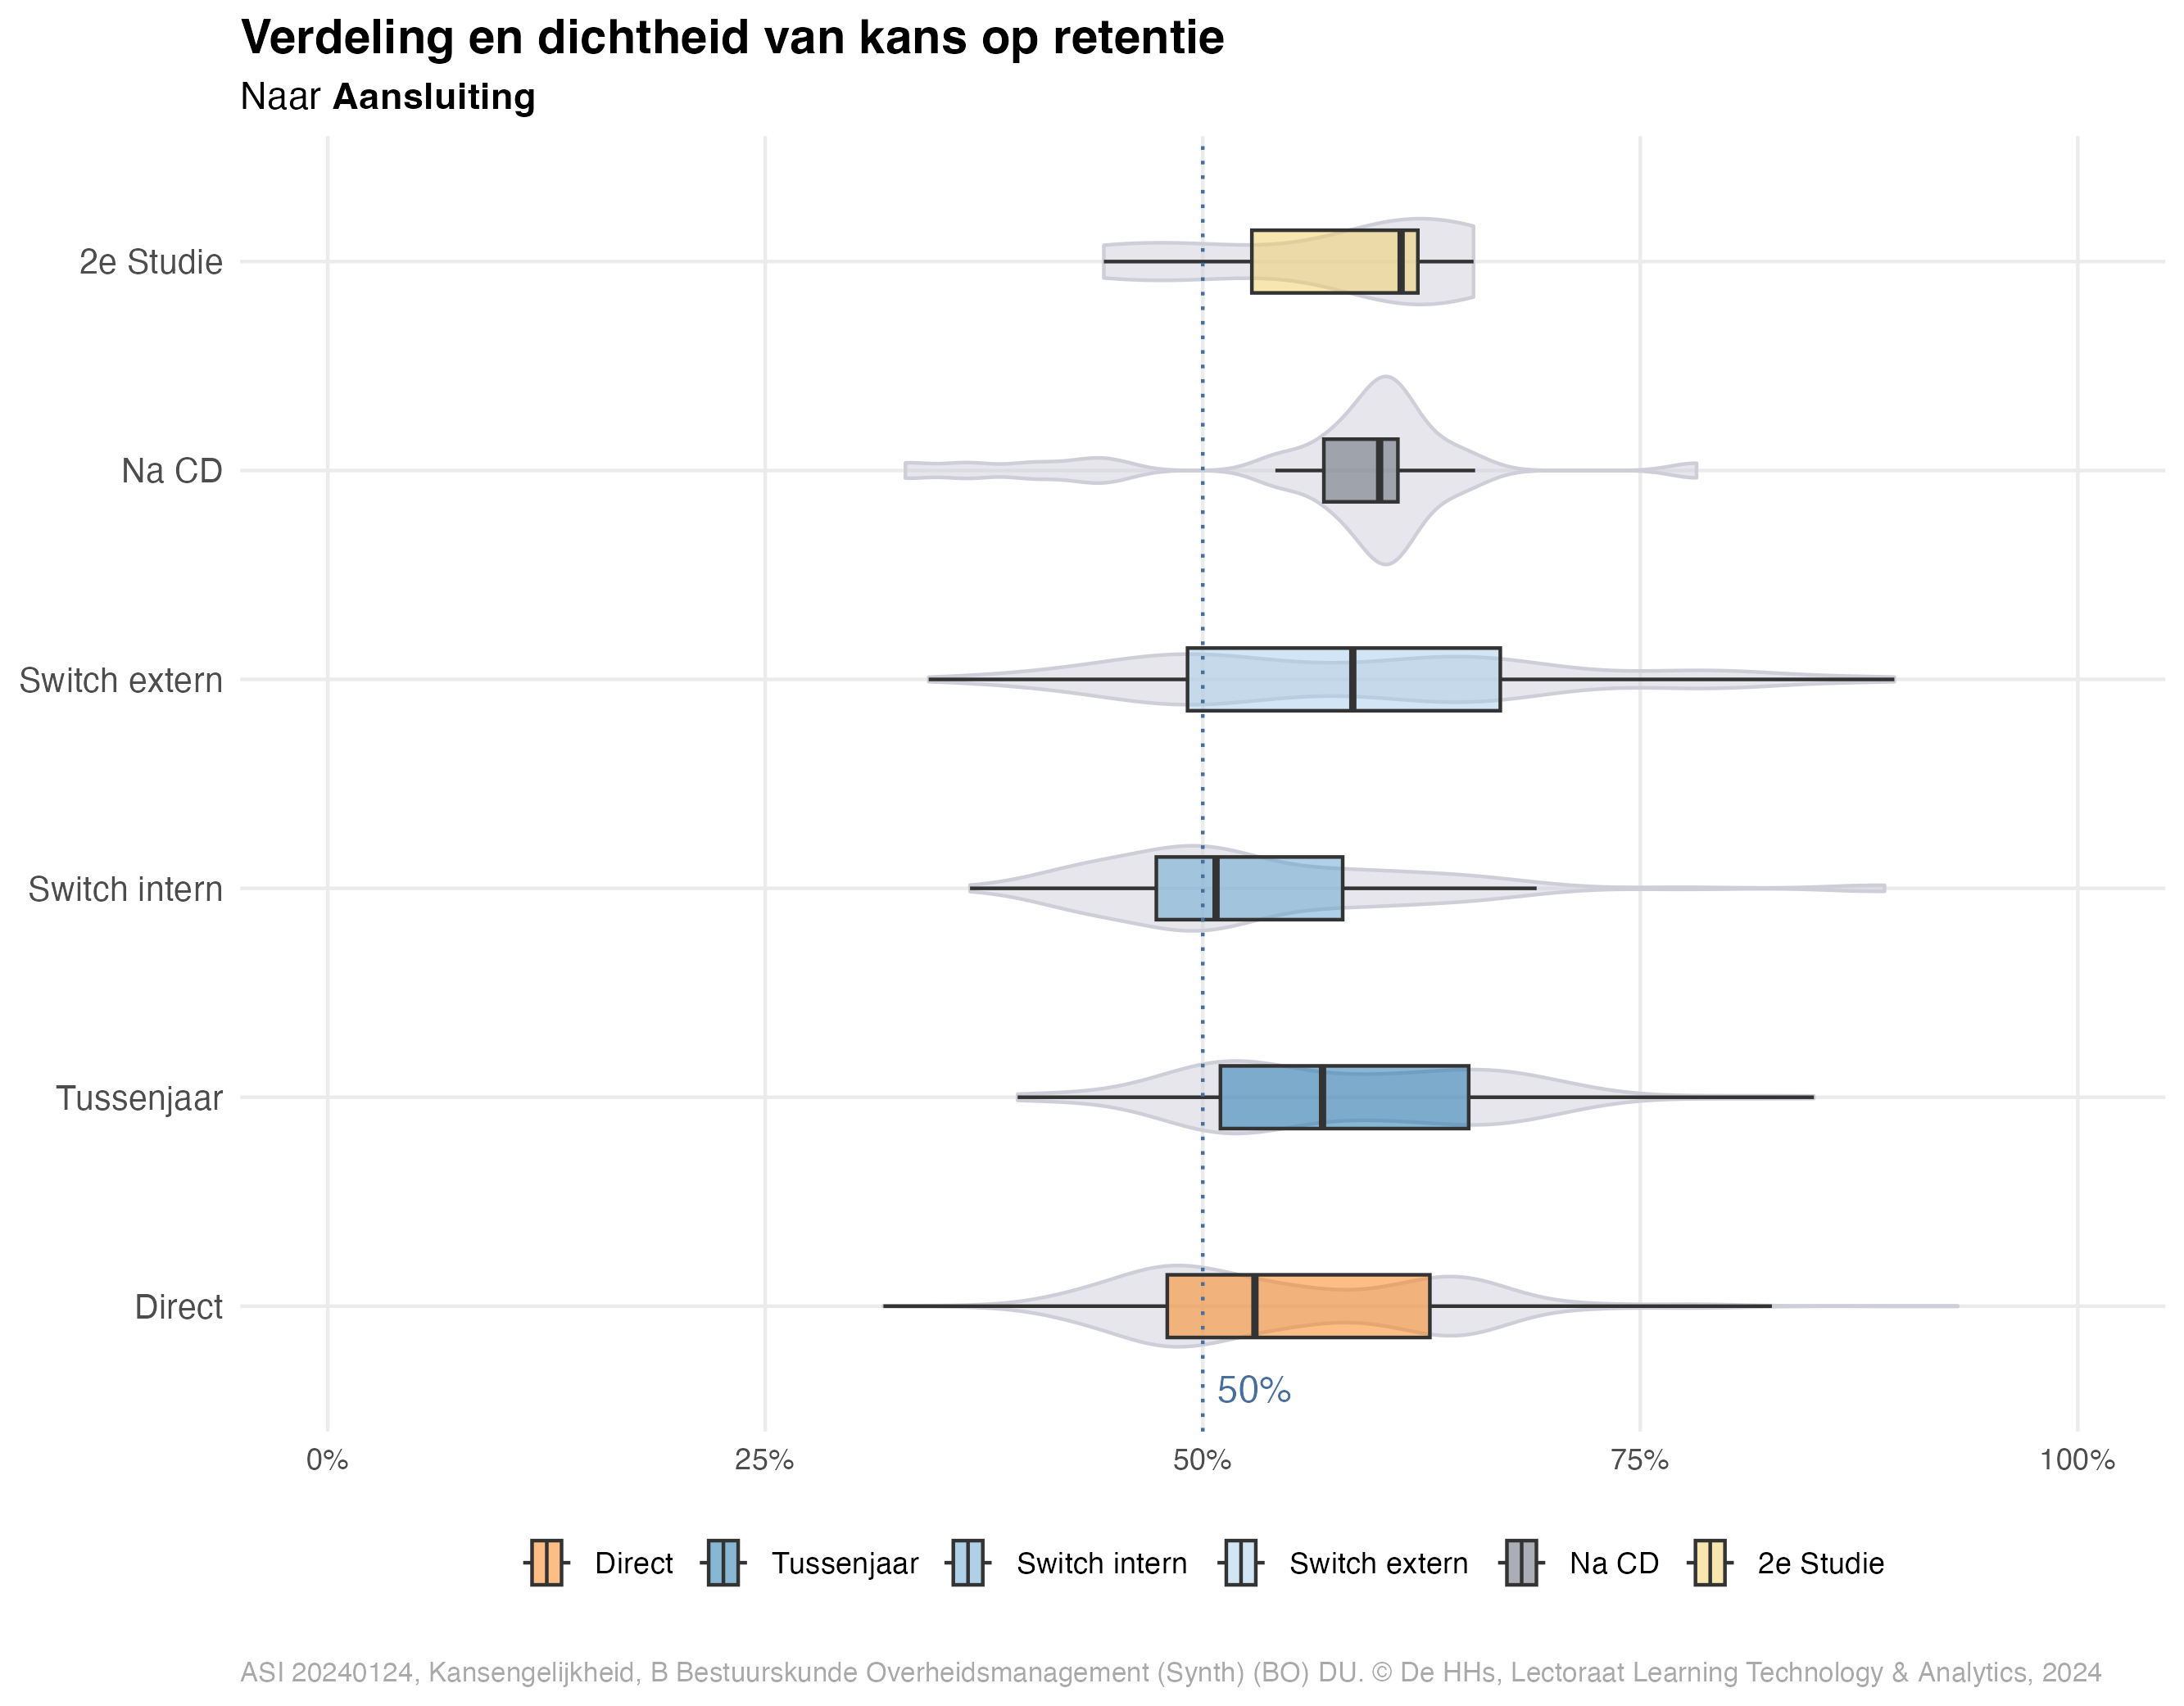 Verdeling en dichtheid van kans op retentie
Naar Aansluiting
2e Studie
Na CD
Switch extern
Switch intern
Tussenjaar
Direct
50%
0% 25% 50% 75% 100%
Direct Tussenjaar Switch intern Switch extern Na CD 2e Studie
ASI 20240124, Kansengelijkheid, B Bestuurskunde Overheidsmanagement (Synth) (BO) DU. © De HHs, Lectoraat Learning Technology & Analytics, 2024